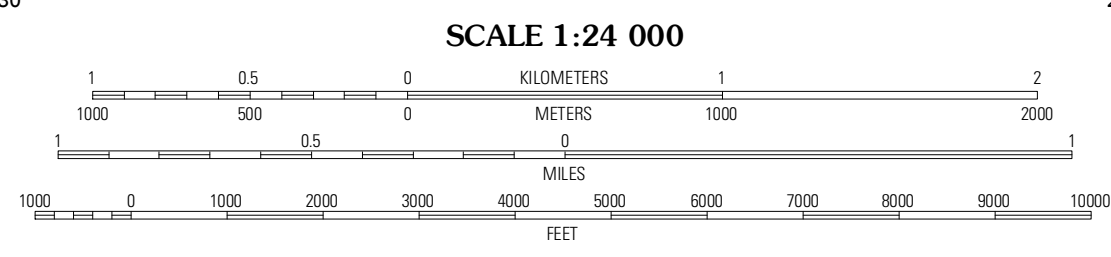 30
SCALE 1:24 000
1 0.5 0 KILOMETERS 1 2
1000 500 0 METERS 1000 2000
1 0.5 0 1
MILES
1000 0 1000 2000 3000 4000 5000 6000 7000 8000 9000 10000
FEET